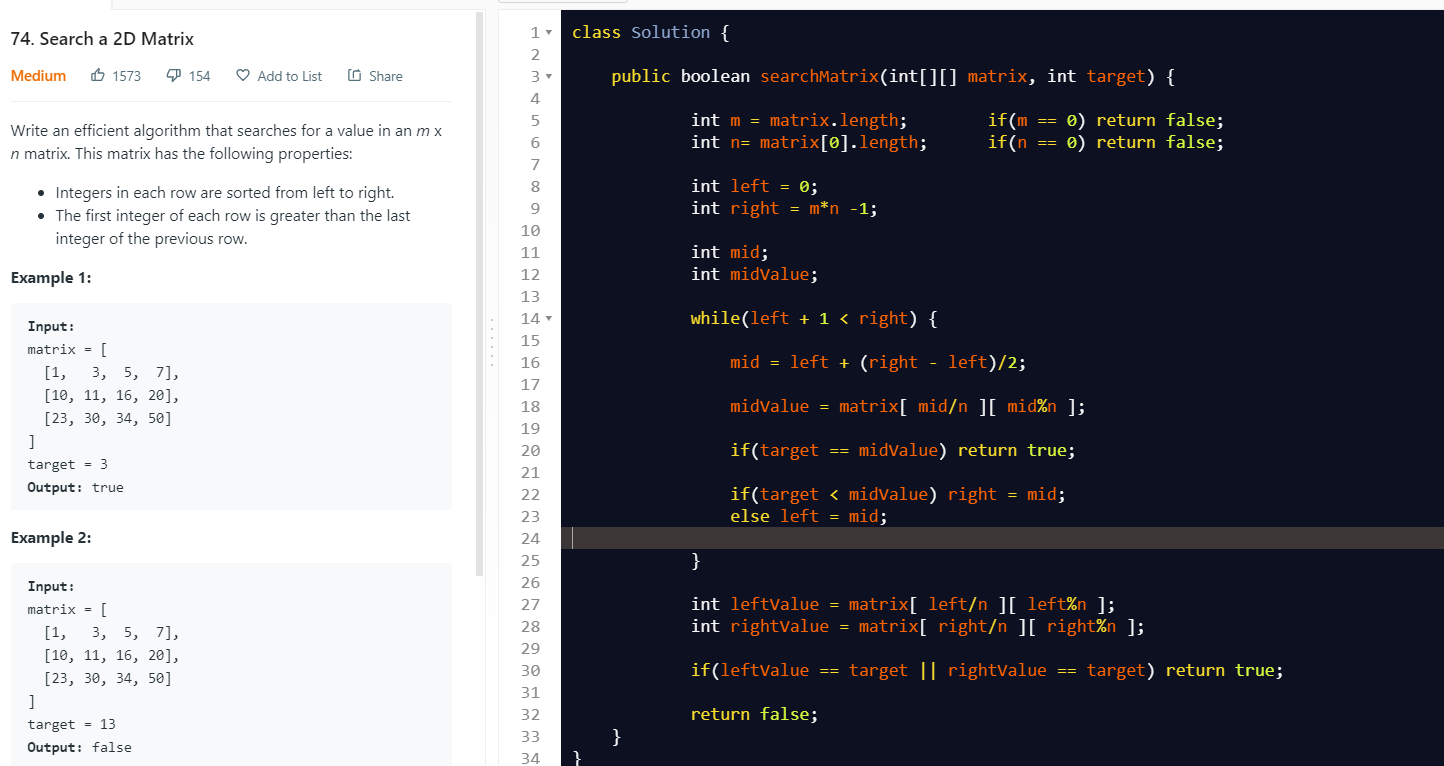 74. Search a 2D Matrix
Medium 1573 154 Add to List Share
Write an efficient algorithm that searches for a value in an m x
n matrix. This matrix has the following properties:
• Integers in each row are sorted from left to right.
• The first integer of each row is greater than the last
integer of the previous row.
Example 1:
Input:
matrix = [
[1, 3, 5, 7],
[10, 11, 16, 20],
[23, 30, 34, 50]
]
target = 3
Output: true
Example 2:
Input:
matrix = [
[1, 3, 5, 7],
[10, 11, 16, 20],
[23, 30, 34, 50]
]
target = 13
Output: false
1 class Solution {
2
3 public boolean searchMatrix(int[][] matrix, int target) {
4
5 int m = matrix.length; if(m == 0) return false;
6 int n= matrix[0].length; if(n == 0) return false;
7
8 int left = 0;
9 int right = m*n -1;
10
11 int mid;
12 int midValue;
13
14 while(left + 1 < right) {
15
16 mid = left + (right - left)/2;
17
18 midValue = matrix[ mid/n ][ mid%n ];
19
20 if(target == midValue) return true;
21
22 if(target < midValue) right = mid;
23 else left = mid;
24
25 }
26
27 int leftValue = matrix[ left/n ][ left%n ];
28 int rightValue = matrix[ right/n ][ right%n ];
29
30 if(leftValue == target || rightValue == target) return true;
31
32 return false;
33 }
34 }